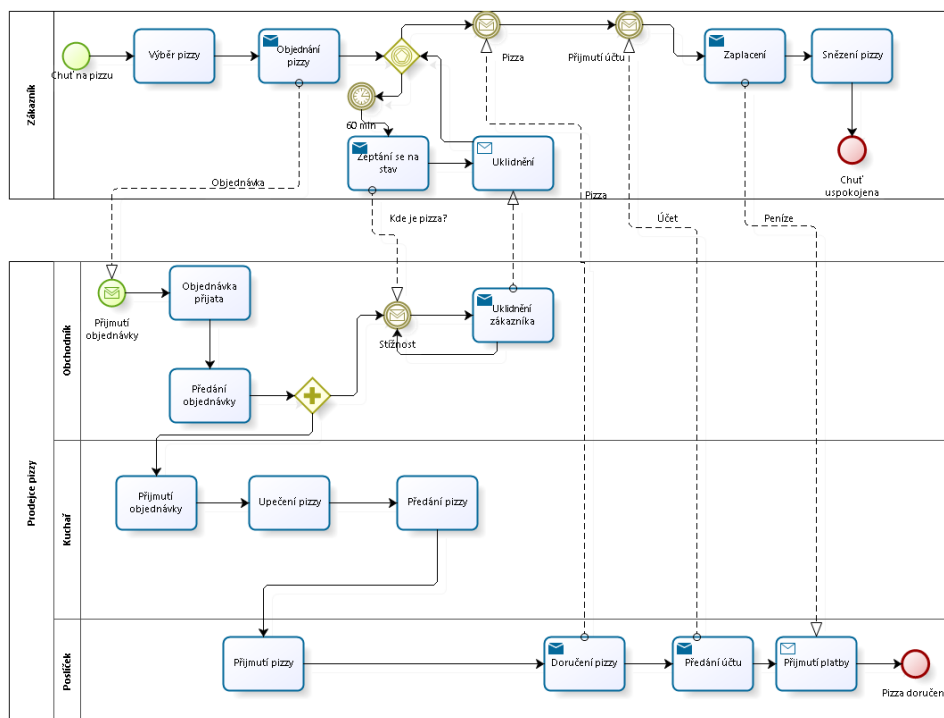 Zákazník
Chuť na pizzu
Výběr pizzy
Objednání
pizzy
Pizza
Přijmutí účtu
Zaplacení
Snězení pizzy
60 min
Zeptání se na
stav
Uklidnění
Chuť
uspokojena
Objednávka
Kde je pizza?
Pizza
Účet
Peníze
Prodejce pizzy
Obchodník
Přijmutí
objednávky
Objednávka
přijata
Předání
objednávky
Stížnost
Uklidnění
zákazníka
Kuchař
Přijmutí
objednávky
Upečení pizzy
Předání pizzy
Poslíček
Přijmutí pizzy
Doručení pizzy
Předání účtu
Přijmutí platby
Pizza doručen